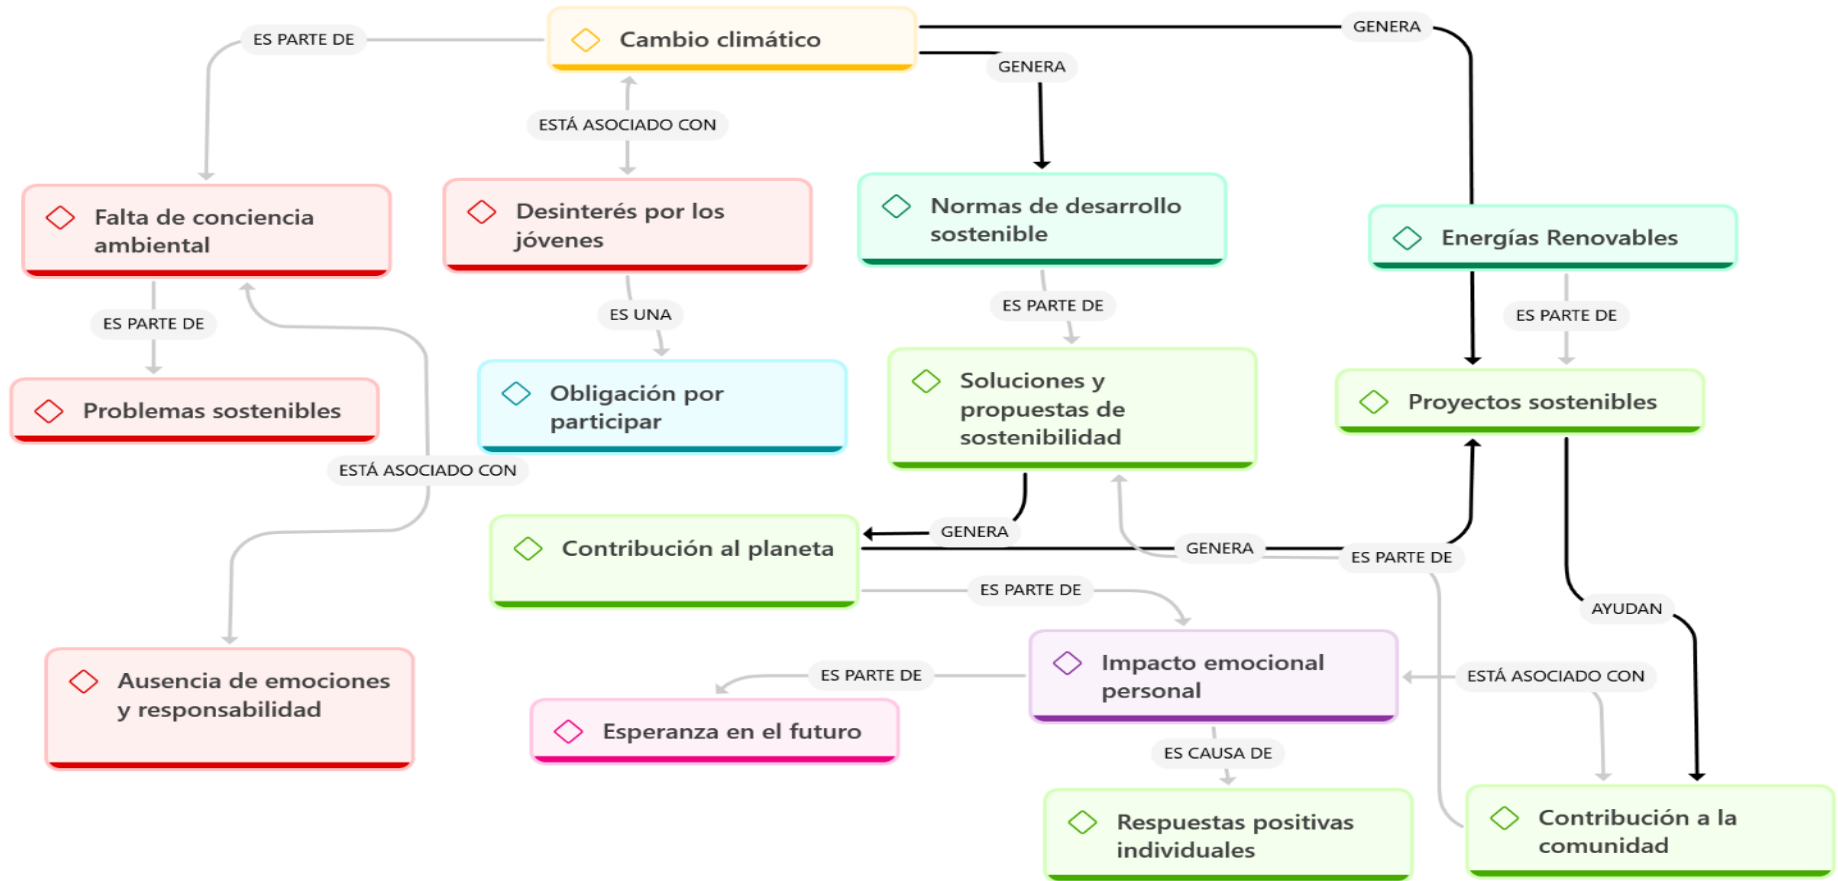 GENERA
ES PARTE DE
Cambio climático
GENERA
ESTÁ ASOCIADO CON
Falta de conciencia
ambiental
Desinterés por los
jóvenes
Normas de desarrollo
sostenible
Energías Renovables
ES PARTE DE
ES UNA
ES PARTE DE
ES PARTE DE
Problemas sostenibles
Obligación por
participar
Soluciones y
propuestas de
sostenibilidad
Proyectos sostenibles
ESTÁ ASOCIADO CON
GENERA
Contribución al planeta
GENERA
ES PARTE DE
ES PARTE DE
AYUDAN
Ausencia de emociones
y responsabilidad
ES PARTE DE
Impacto emocional
personal
ESTÁ ASOCIADO CON
Esperanza en el futuro
ES CAUSA DE
Respuestas positivas
individuales
Contribución a la
comunidad